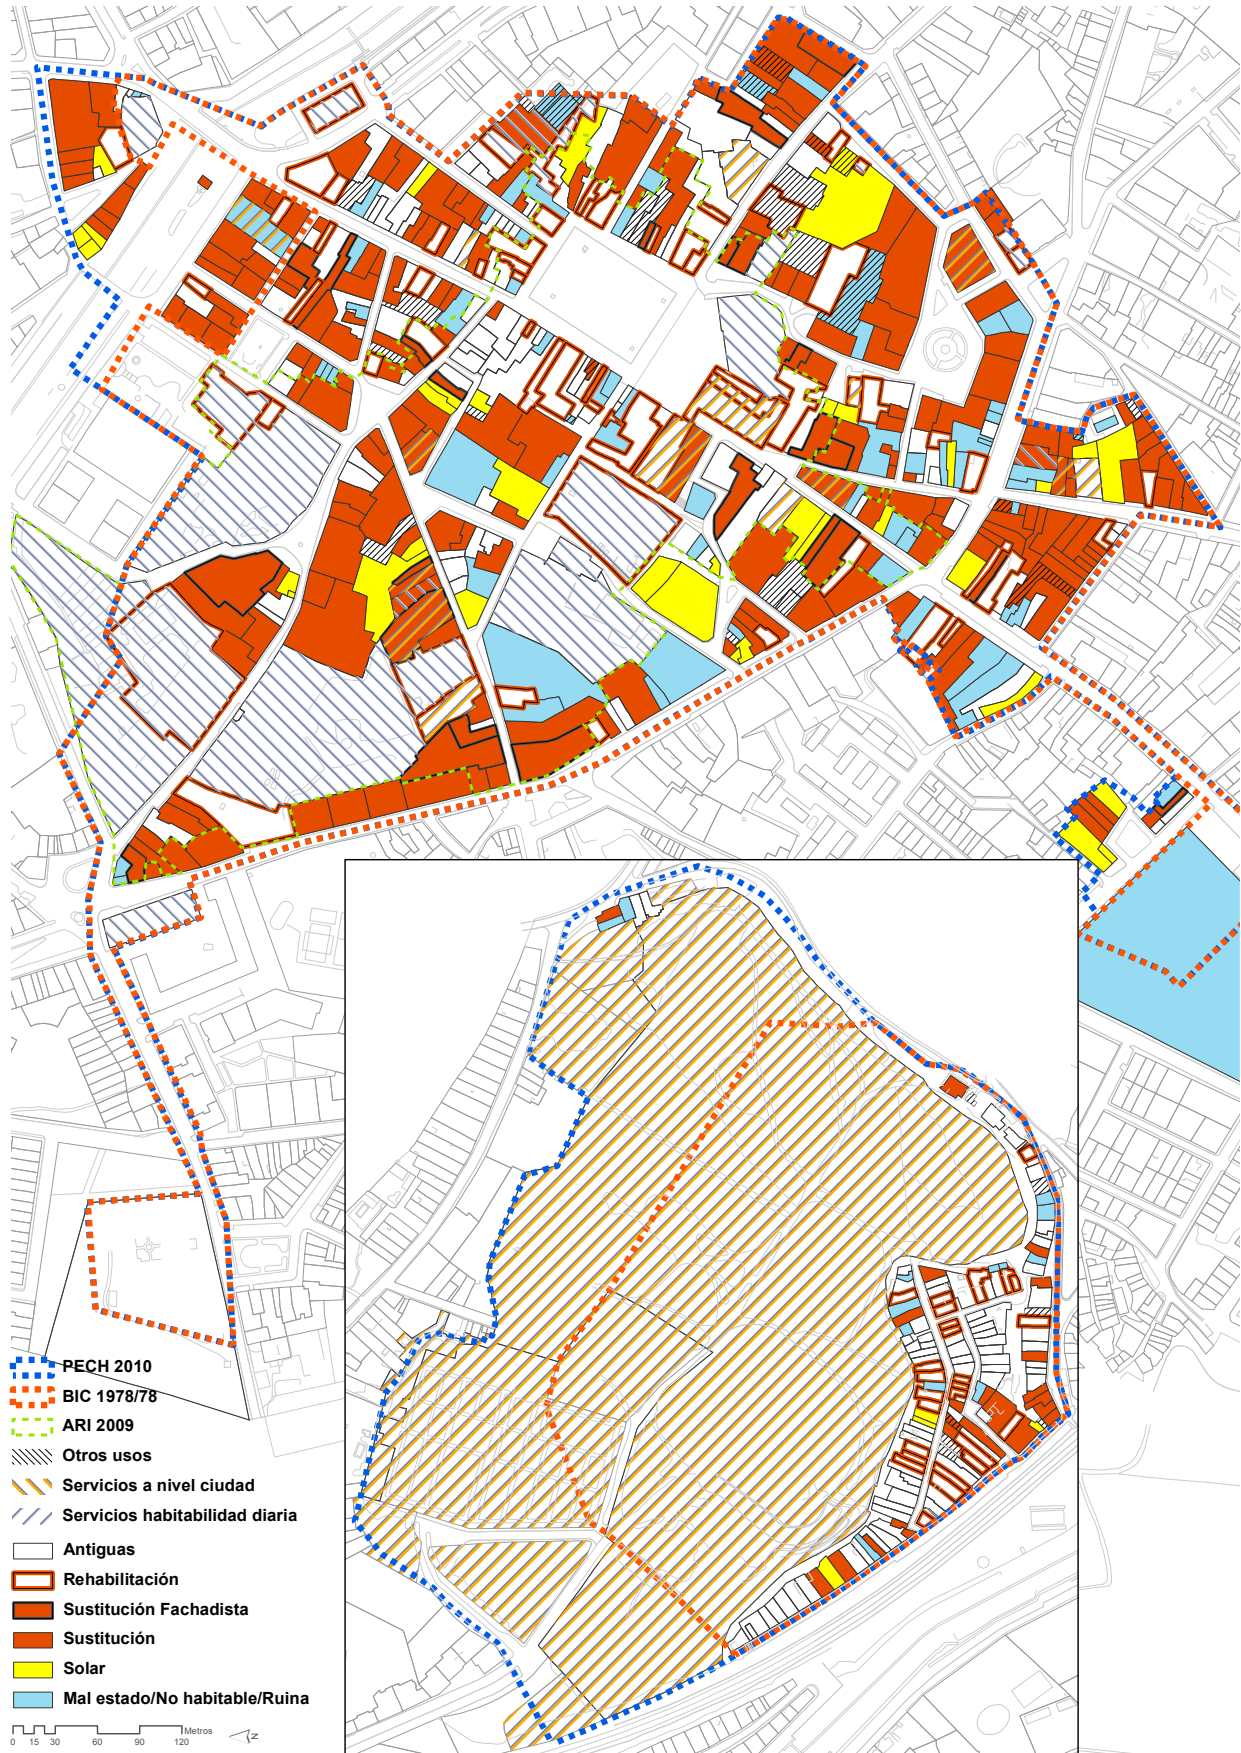 PECH 2010
BIC 1978/78
ARI 2009
Otros usos
Servicios a nivel ciudad
Servicios habitabilidad diaria
Antiguas
Rehabilitación
Sustitución Fachadista
Sustitución
Solar
Mal estado/No habitable/Ruina
Metros
0 15 30 60 90 120
N